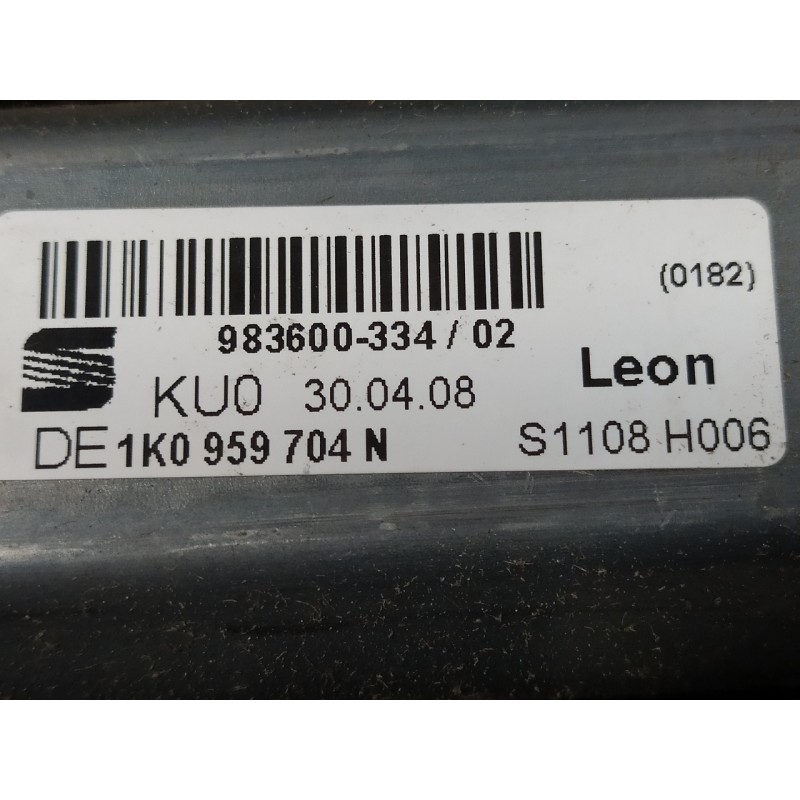 (0182)
983600-334 / 02
KU0 30.04.08 Leon
DE 1K0 959 704 N S1108 H006